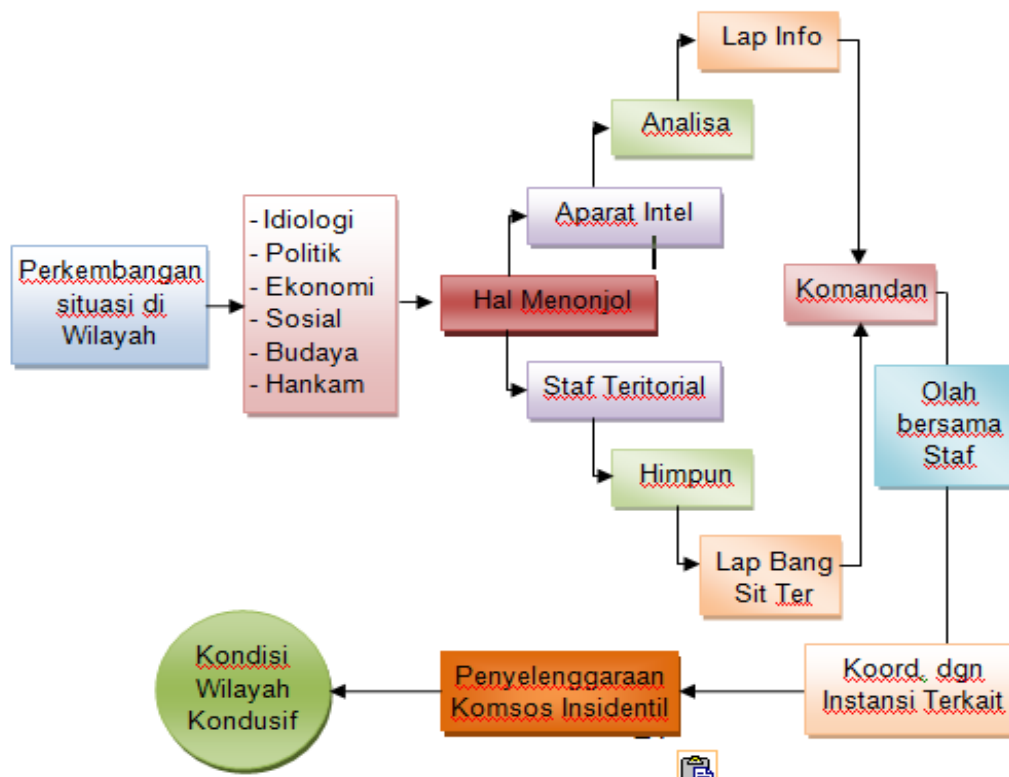 Lap Info
Analisa
Aparat Intel
- Idiologi
- Politik
- Ekonomi
- Sosial
- Budaya
- Hankam
Perkembangan
situasi di
Wilayah
Hal Menonjol
Komandan
Staf Teritorial
Olah
bersama
Staf
Himpun
Lap Bang
Sit Ter
Kondisi
Wilayah
Kondusif
Penyelenggaraan
Komsos Insidentil
Koord. dgn
Instansi Terkait